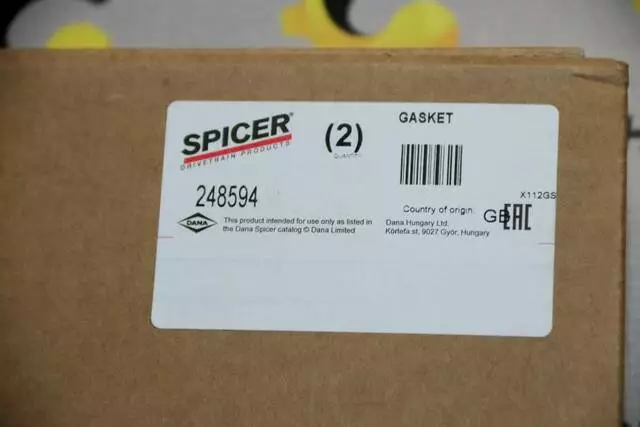 SPICER®
DRIVETRAIN PRODUCTS
(2)
QUANTITY
GASKET
248594
X112GS
Country of origin: GB
EAC
DANA
This product intended for use only as listed in
the Dana Spicer catalog © Dana Limited
Dana Hungary Ltd.
Körtefa st, 9027 Győr, Hungary